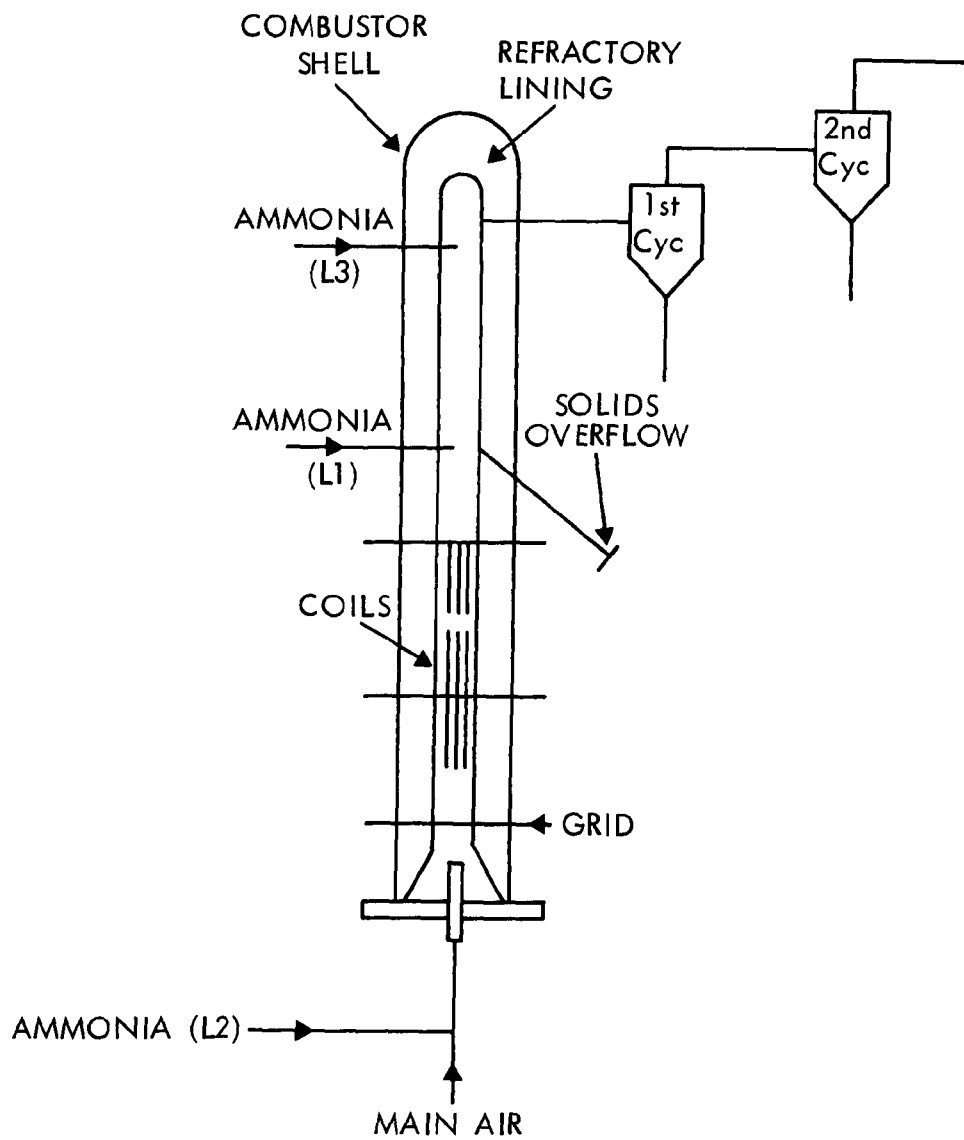 COMBUSTOR
SHELL
REFRACTORY
LINING
2nd
Cyc
1st
Cyc
AMMONIA
(L3)
AMMONIA
(L1)
SOLIDS
OVERFLOW
COILS
GRID
AMMONIA (L2)
MAIN AIR